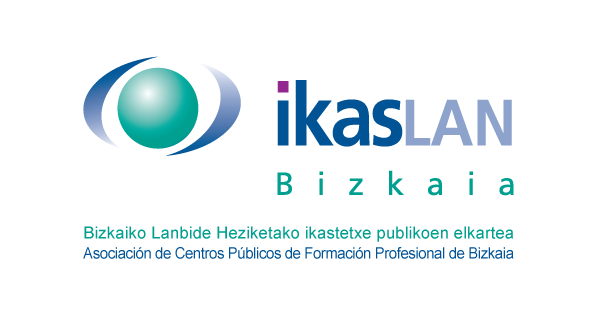 ikasLAN
Bizkaia
Bizkaiko Lanbide Heziketako ikastetxe publikoen elkartea
Asociación de Centros Públicos de Formación Profesional de Bizkaia